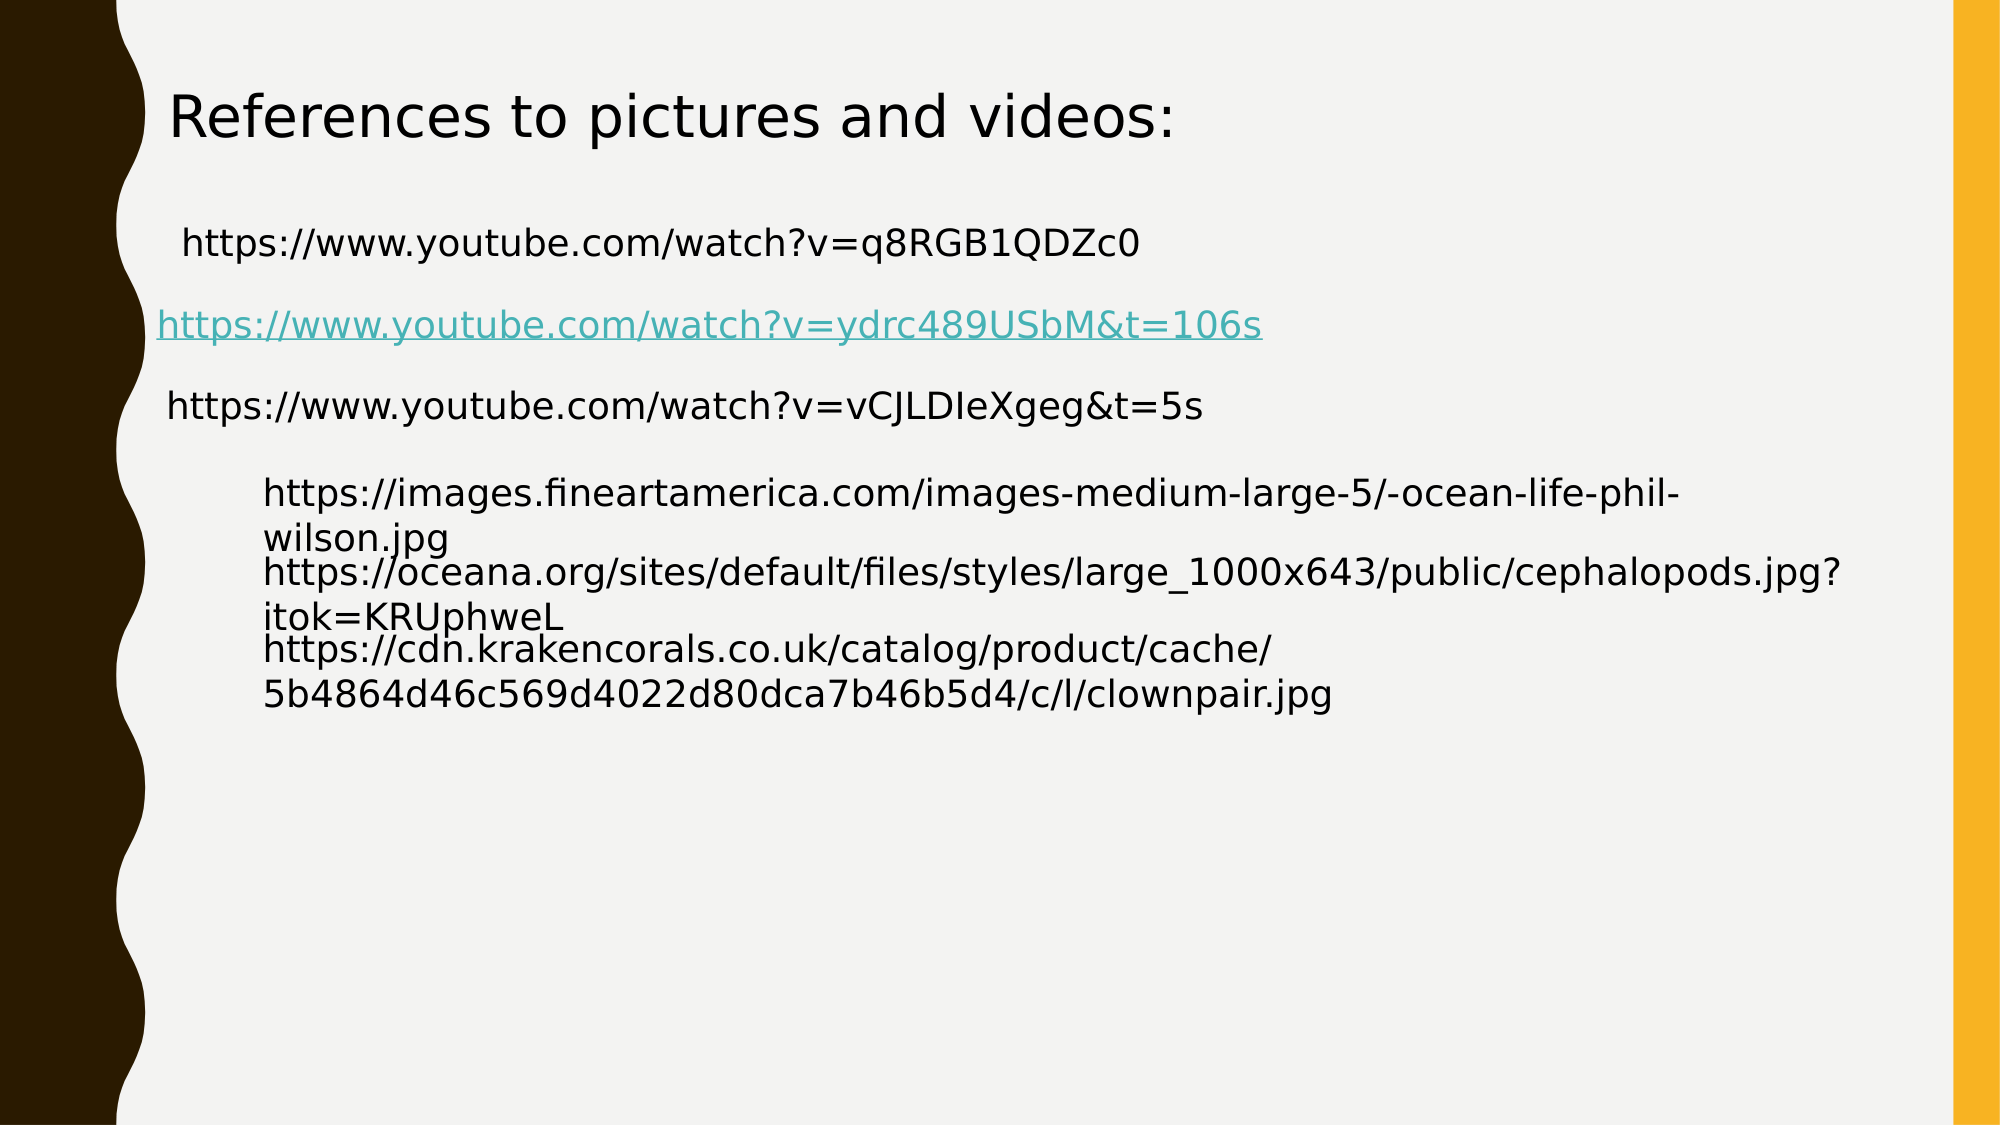 References to pictures and videos:
https://www.youtube.com/watch?v=q8RGB1QDZc0
https://www.youtube.com/watch?v=ydrc489USbM&t=106s
https://www.youtube.com/watch?v=vCJLDIeXgeg&t=5s
https://images.fineartamerica.com/images-medium-large-5/-ocean-life-phil-
wilson.jpg
https://oceana.org/sites/default/files/styles/large_1000x643/public/cephalopods.jpg?
itok=KRUphweL
https://cdn.krakencorals.co.uk/catalog/product/cache/
5b4864d46c569d4022d80dca7b46b5d4/c/l/clownpair.jpg